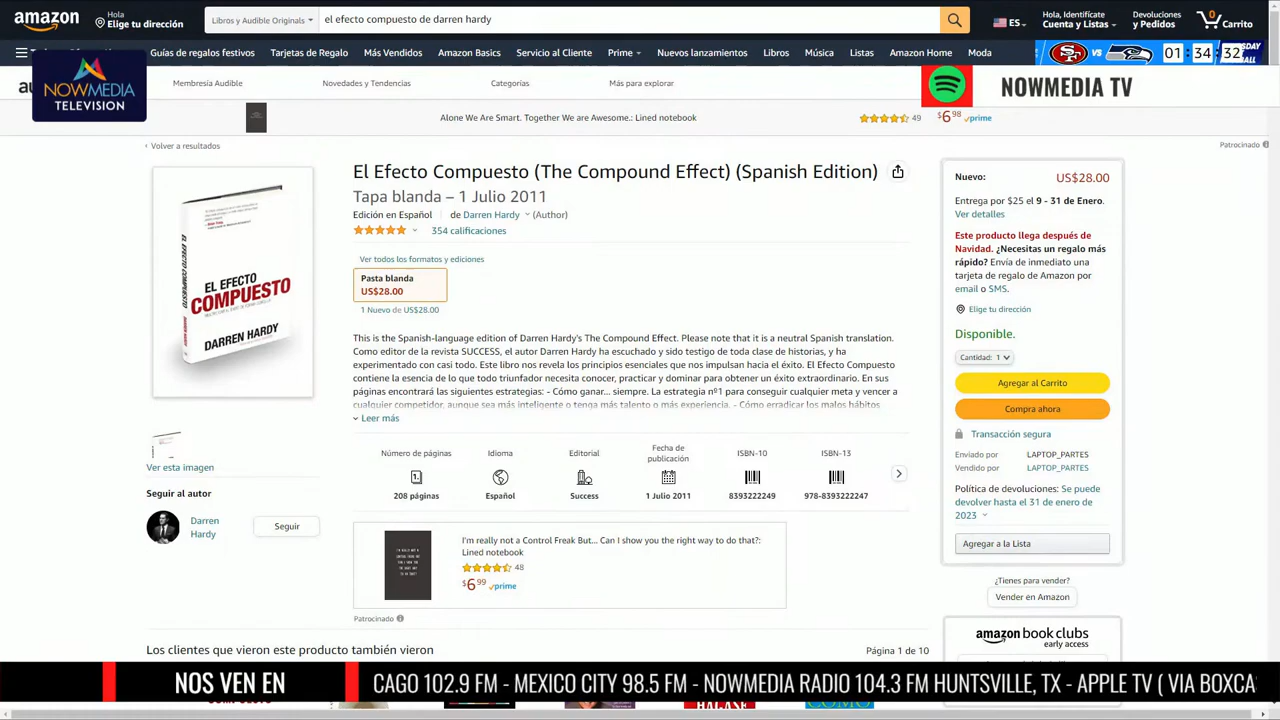 amazon
Hola
Elige tu dirección
Libros y Audible Originals
el efecto compuesto de darren hardy
ES
Hola, Identifícate
Cuenta y Listas
Devoluciones
y Pedidos
0
Carrito
Guías de regalos festivos
Tarjetas de Regalo
Más Vendidos
Amazon Basics
Servicio al Cliente
Prime
Nuevos lanzamientos
Libros
Música
Listas
Amazon Home
Moda
VS
01:34:32
NOWMEDIA
TELEVISION
Membresía Audible
Novedades y Tendencias
Categorías
Más para explorar
NOWMEDIA TV
Alone We Are Smart. Together We are Awesome.: Lined notebook
49
$6.98 prime
Patrocinado
‹ Volver a resultados
El Efecto Compuesto (The Compound Effect) (Spanish Edition)
Tapa blanda – 1 Julio 2011
Edición en Español
de Darren Hardy (Author)
354 calificaciones
Ver todos los formatos y ediciones
Pasta blanda
US$28.00
1 Nuevo de US$28.00
EL EFECTO
COMPUESTO
DARREN HARDY
This is the Spanish-language edition of Darren Hardy's The Compound Effect. Please note that it is a neutral Spanish translation.
Como editor de la revista SUCCESS, el autor Darren Hardy ha escuchado y sido testigo de toda clase de historias, y ha
experimentado con casi todo. Este libro nos revela los principios esenciales que nos impulsan hacia el éxito. El Efecto Compuesto
contiene la esencia de lo que todo triunfador necesita conocer, practicar y dominar para obtener un éxito extraordinario. En sus
páginas encontrará las siguientes estrategias: - Cómo ganar... siempre. La estrategia nº1 para conseguir cualquier meta y vencer a
cualquier competidor, aunque sea más inteligente o tenga más talento o más experiencia. - Cómo erradicar los malos hábitos
Leer más
Ver esta imagen
Seguir al autor
Darren
Hardy
Seguir
Número de páginas
208 páginas
Idioma
Español
Editorial
Success
Fecha de
publicación
1 Julio 2011
ISBN-10
8393222249
ISBN-13
978-8393222247
I'm really not a Control Freak But... Can I show you the right way to do that?:
Lined notebook
48
$6.99 prime
Patrocinado
Los clientes que vieron este producto también vieron
Página 1 de 10
Nuevo:
US$28.00
Entrega por $25 el 9 - 31 de Enero.
Ver detalles
Este producto llega después de
Navidad. ¿Necesitas un regalo más
rápido? Envía de inmediato una
tarjeta de regalo de Amazon por
email o SMS.
Elige tu dirección
Disponible.
Cantidad: 1
Agregar al Carrito
Compra ahora
Transacción segura
Enviado por LAPTOP_PARTES
Vendido por LAPTOP_PARTES
Política de devoluciones: Se puede
devolver hasta el 31 de enero de
2023
Agregar a la Lista
¿Tienes para vender?
Vender en Amazon
amazon book clubs
early access
NOS VEN EN
CAGO 102.9 FM - MEXICO CITY 98.5 FM - NOWMEDIA RADIO 104.3 FM HUNTSVILLE, TX - APPLE TV ( VIA BOXCA